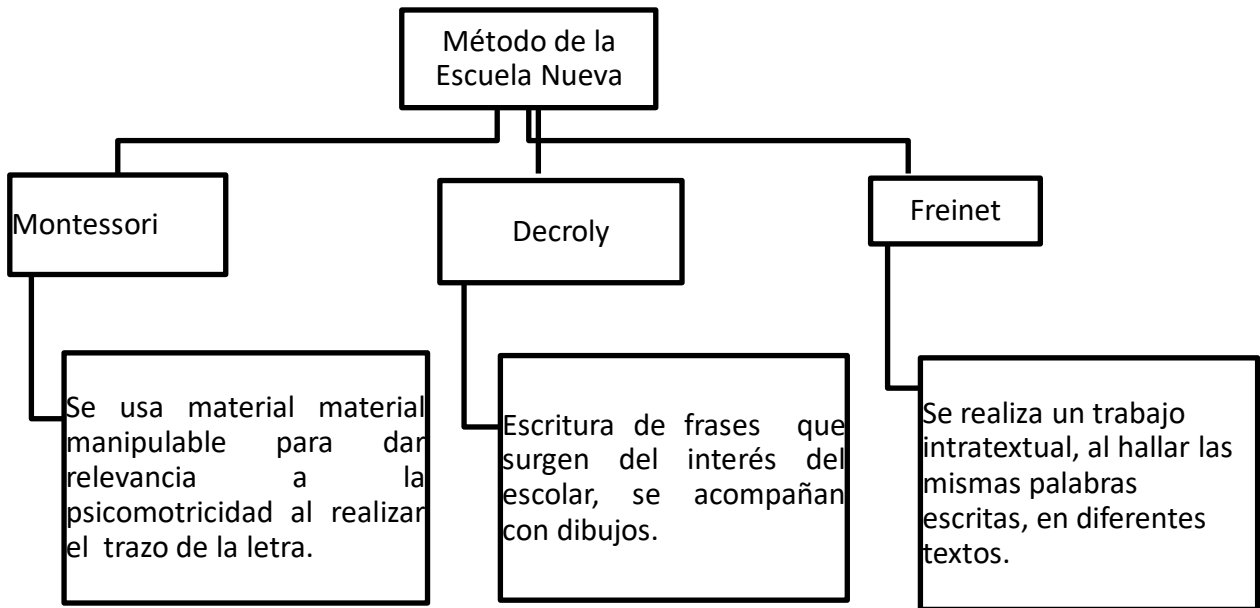 Método de la
Escuela Nueva
Montessori
Decroly
Freinet
Se usa material material
manipulable para dar
relevancia a la
psicomotricidad al realizar
el trazo de la letra.
Escritura de frases que
surgen del interés del
escolar, se acompañan
con dibujos.
Se realiza un trabajo
intratextual, al hallar las
mismas palabras
escritas, en diferentes
textos.